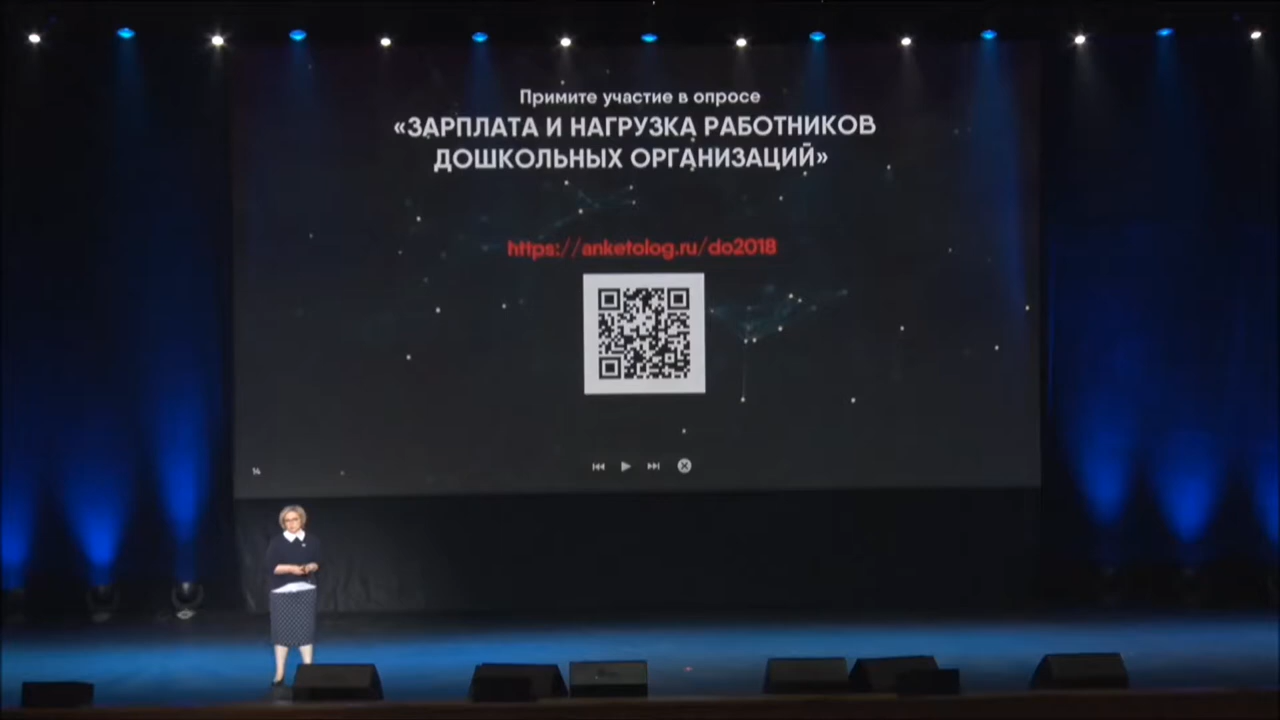 Примите участие в опросе
«ЗАРПЛАТА И НАГРУЗКА РАБОТНИКОВ
ДОШКОЛЬНЫХ ОРГАНИЗАЦИЙ»
https://anketolog.ru/do2018
14